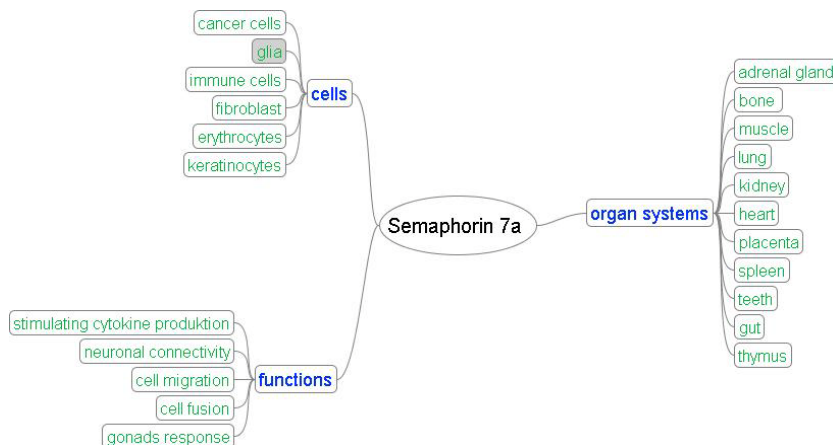 cancer cells
glia
immune cells
fibroblast
erythrocytes
keratinocytes
cells
Semaphorin 7a
organ systems
adrenal gland
bone
muscle
lung
kidney
heart
placenta
spleen
teeth
gut
thymus
stimulating cytokine produktion
neuronal connectivity
cell migration
cell fusion
gonads response
functions